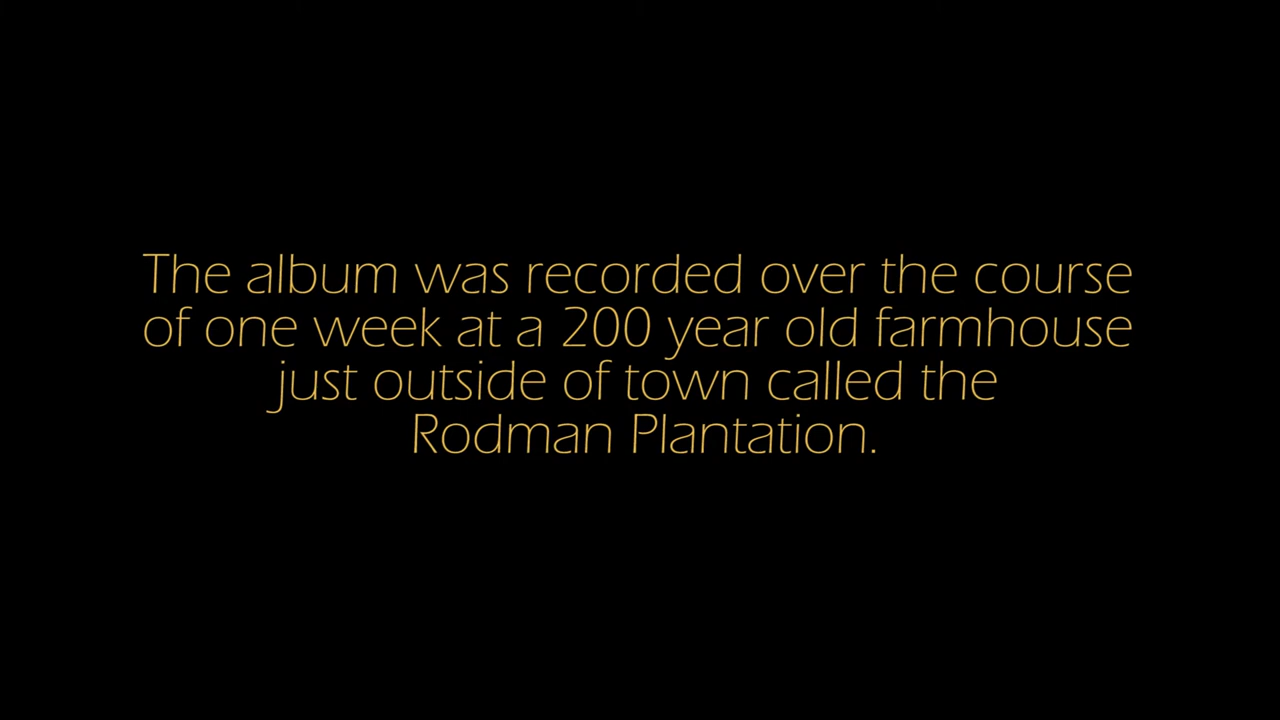 The album was recorded over the course
of one week at a 200 year old farmhouse
just outside of town called the
Rodman Plantation.